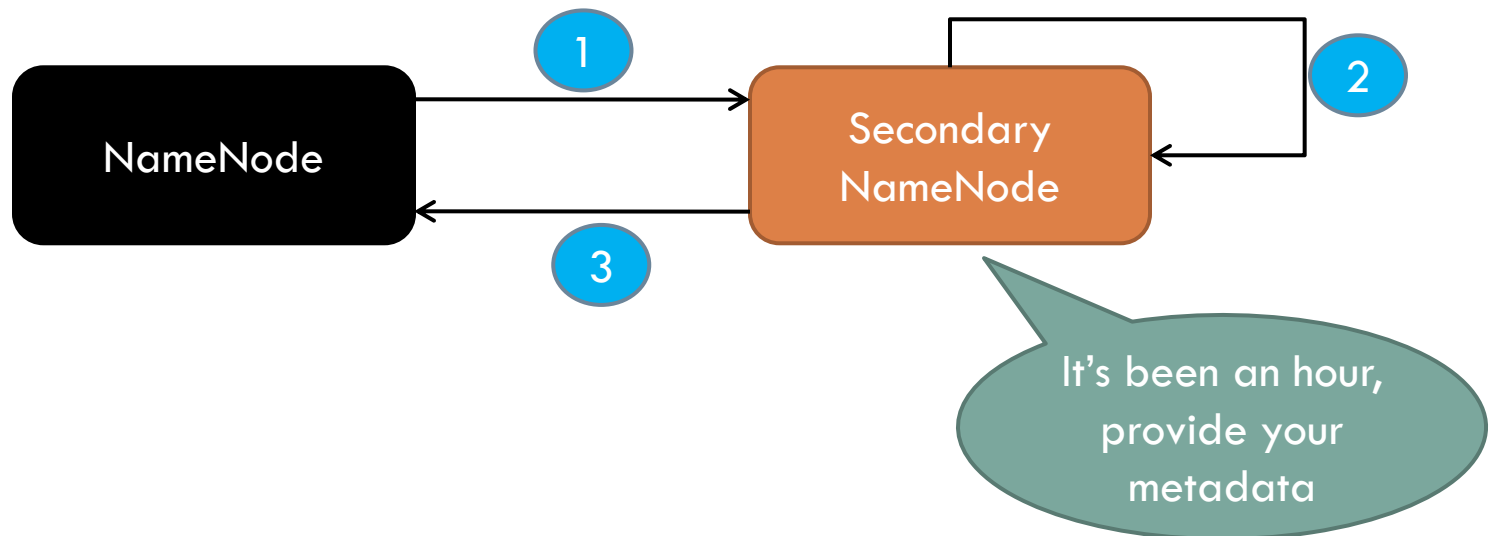 1
2
NameNode
Secondary
NameNode
3
It’s been an hour,
provide your
metadata